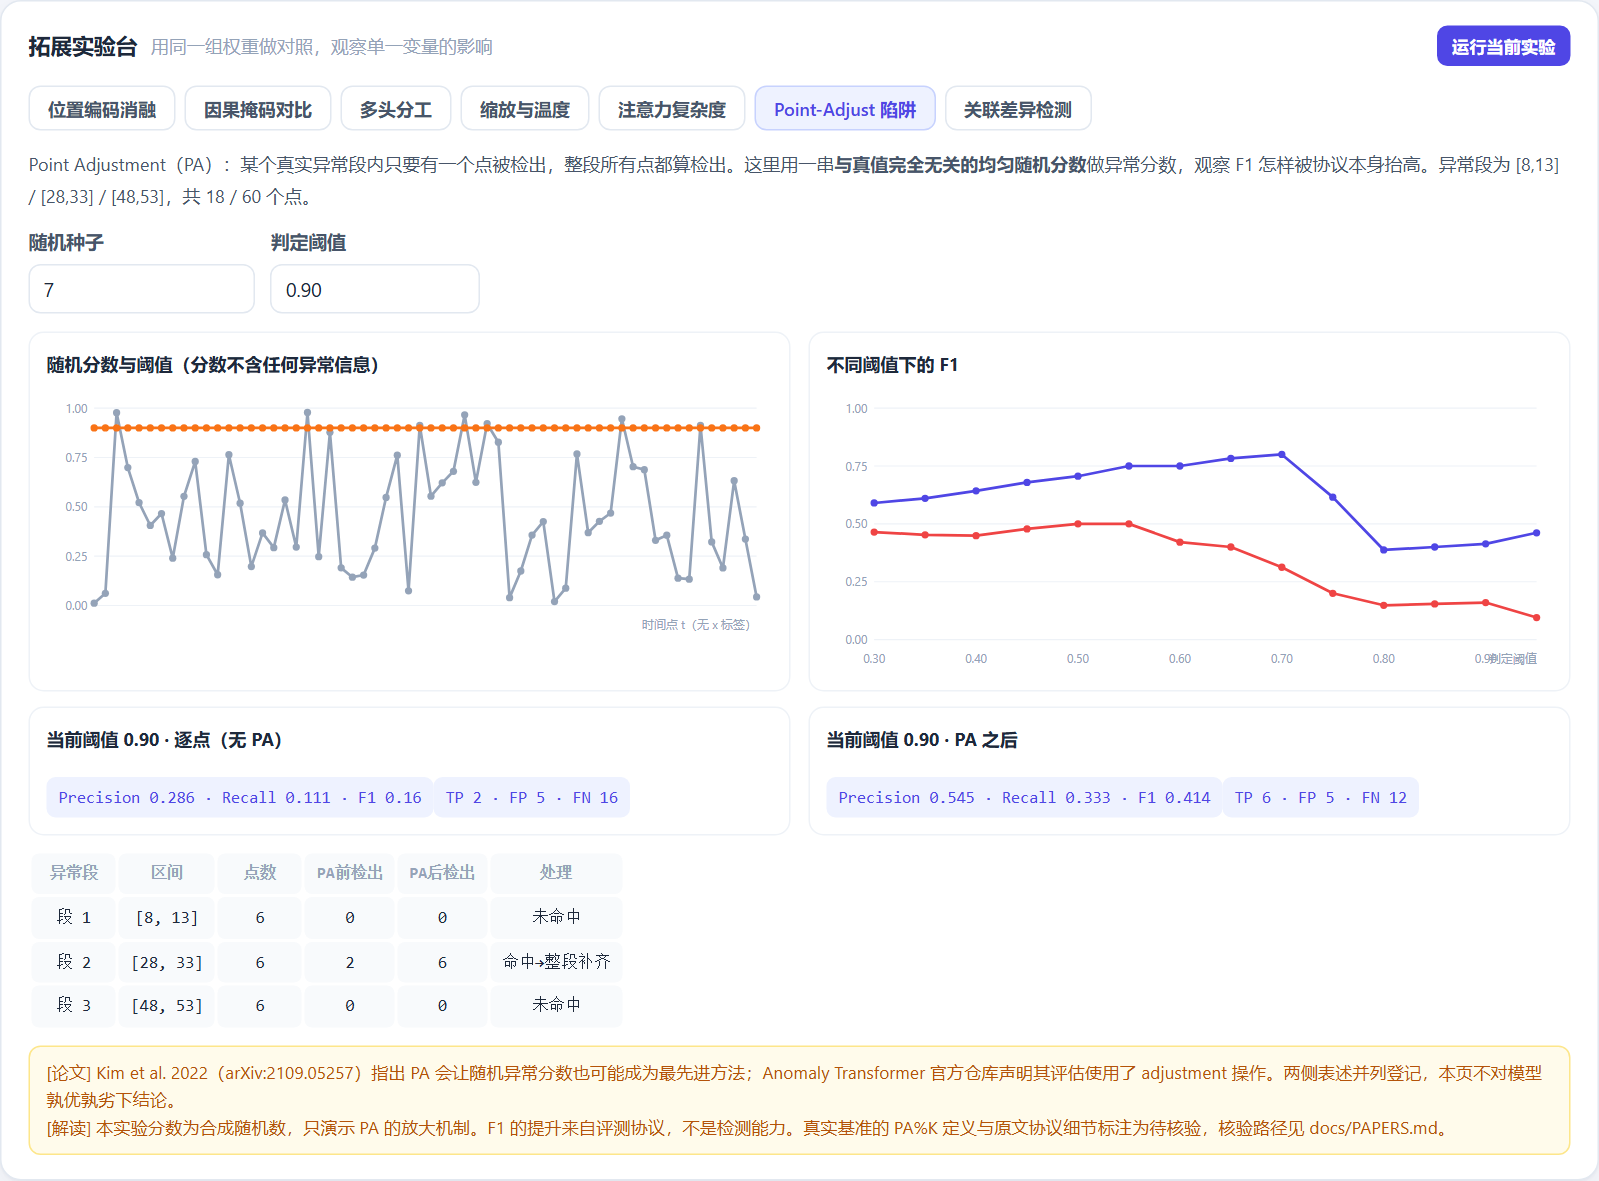 拓展实验台 用同一组权重做对照，观察单一变量的影响
运行当前实验
位置编码消融 因果掩码对比 多头分工 缩放与温度 注意力复杂度 Point-Adjust 陷阱 关联差异检测
Point Adjustment（PA）：某个真实异常段内只要有一个点被检出，整段所有点都算检出。这里用一串与真值完全无关的均匀随机分数做异常分数，观察 F1 怎样被协议本身抬高。异常段为 [8,13]
/ [28,33] / [48,53]，共 18 / 60 个点。
随机种子 判定阈值
7 0.90
随机分数与阈值（分数不含任何异常信息）
1.00
0.75
0.50
0.25
0.00
时间点 t（无 x 标签）
不同阈值下的 F1
1.00
0.75
0.50
0.25
0.00
0.30 0.40 0.50 0.60 0.70 0.80 0.90 判定阈值
当前阈值 0.90 · 逐点（无 PA）
Precision 0.286 · Recall 0.111 · F1 0.16 TP 2 · FP 5 · FN 16
当前阈值 0.90 · PA 之后
Precision 0.545 · Recall 0.333 · F1 0.414 TP 6 · FP 5 · FN 12
异常段 区间 点数 PA前检出 PA后检出 处理
段 1 [8, 13] 6 0 0 未命中
段 2 [28, 33] 6 2 6 命中→整段补齐
段 3 [48, 53] 6 0 0 未命中
[论文] Kim et al. 2022（arXiv:2109.05257）指出 PA 会让随机异常分数也可能成为最先进方法；Anomaly Transformer 官方仓库声明其评估使用了 adjustment 操作。两侧表述并列登记，本页不对模型
孰优孰劣下结论。
[解读] 本实验分数为合成随机数，只演示 PA 的放大机制。F1 的提升来自评测协议，不是检测能力。真实基准的 PA%K 定义与原文协议细节标注为待核验，核验路径见 docs/PAPERS.md。